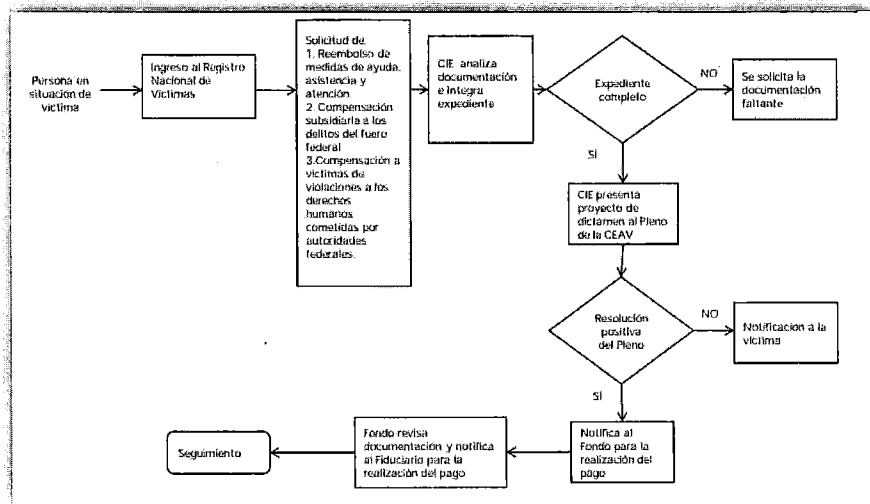 Persona en
situación de
víctima
Ingreso al Registro
Nacional de
Víctimas
Solicitud de:
1. Reembolso de
medidas de ayuda,
asistencia y
atención.
2. Compensación
subsidiaria a los
delitos del fuero
federal
3.Compensación a
víctimas de
violaciones a los
derechos
humanos
cometidas por
autoridades
federales.
CIE analiza
documentación
e integra
expediente
Expediente
completo
NO
Se solicita la
documentación
faltante
SÍ
CIE presenta
proyecto de
dictamen al Pleno
de la CEAV
Resolución
positiva
del Pleno
NO
Notificación a la
víctima
SÍ
Notifica al
Fondo para la
realización del
pago
Fondo revisa
documentación y notifica
al Fiduciario para la
realización del pago
Seguimiento